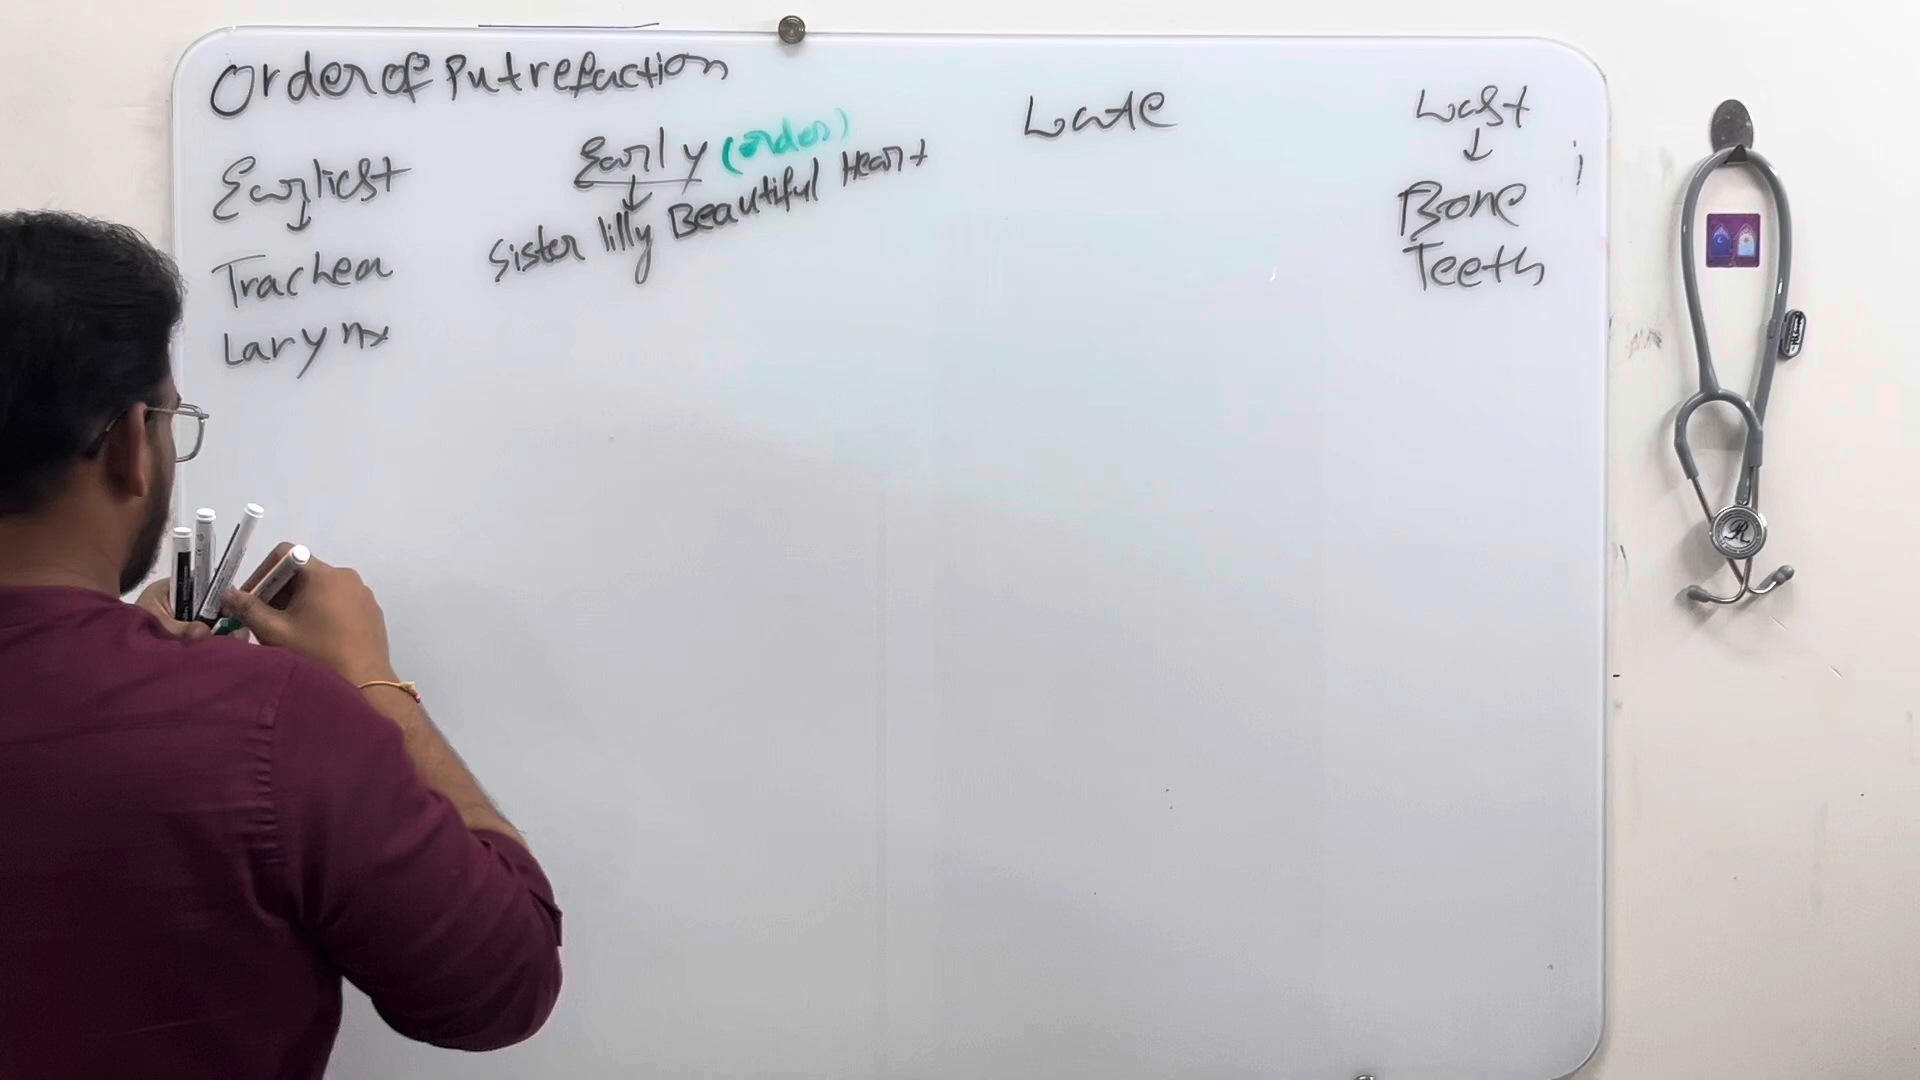 Order of Putrefaction
Earliest
↓
Trachea
Larynx
Early (order)
↓
Sister lilly Beautiful Heart
Late
Last
↓
Bone
Teeth